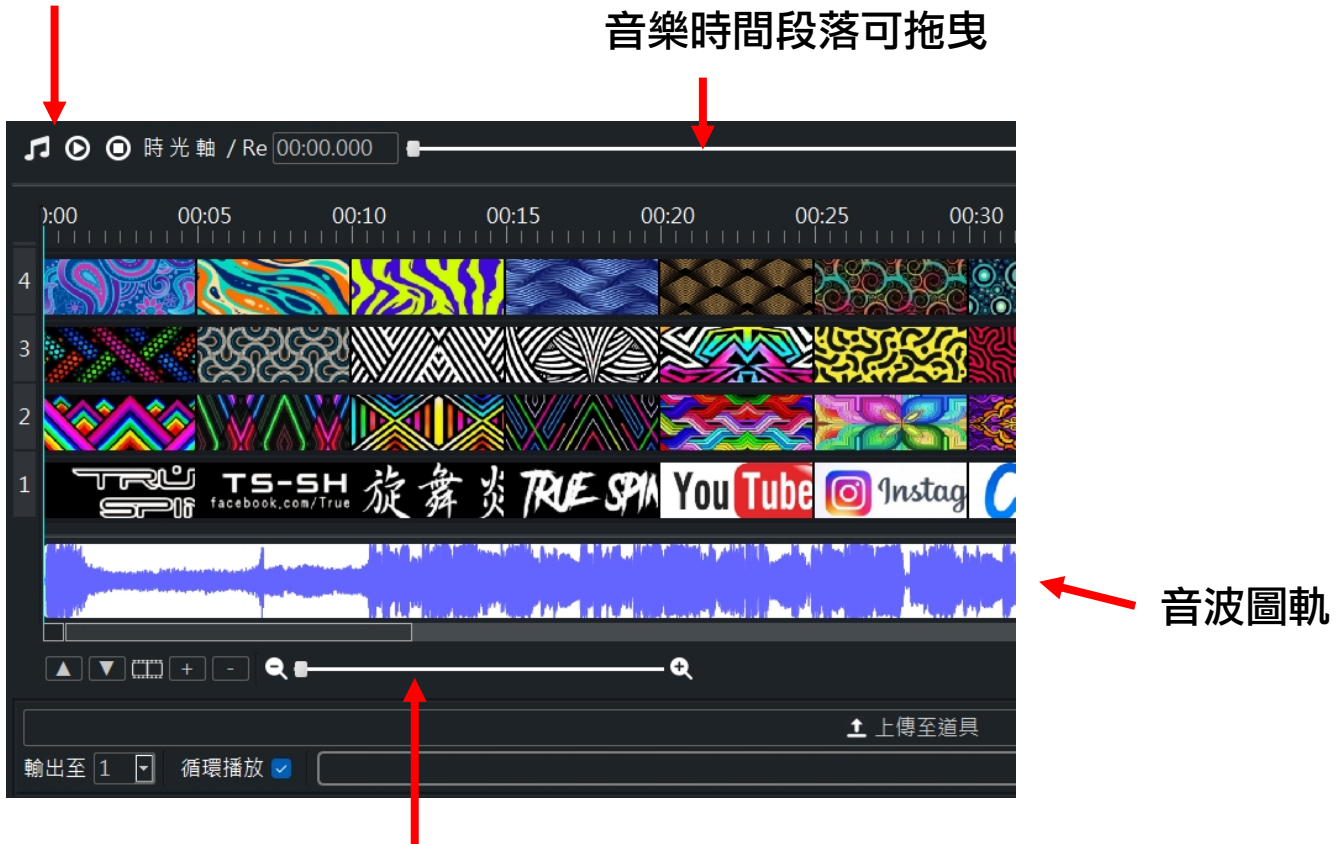 音樂時間段落可拖曳
時光軸 / Re 00:00.000
):00 00:05 00:10 00:15 00:20 00:25 00:30
4
3
2
1 TRU SPI TS-SH facebook.com/True 旋舞炎 TRUE SPIN YouTube Instag C
音波圖軌
+ -
上傳至道具
輸出至 1 循環播放